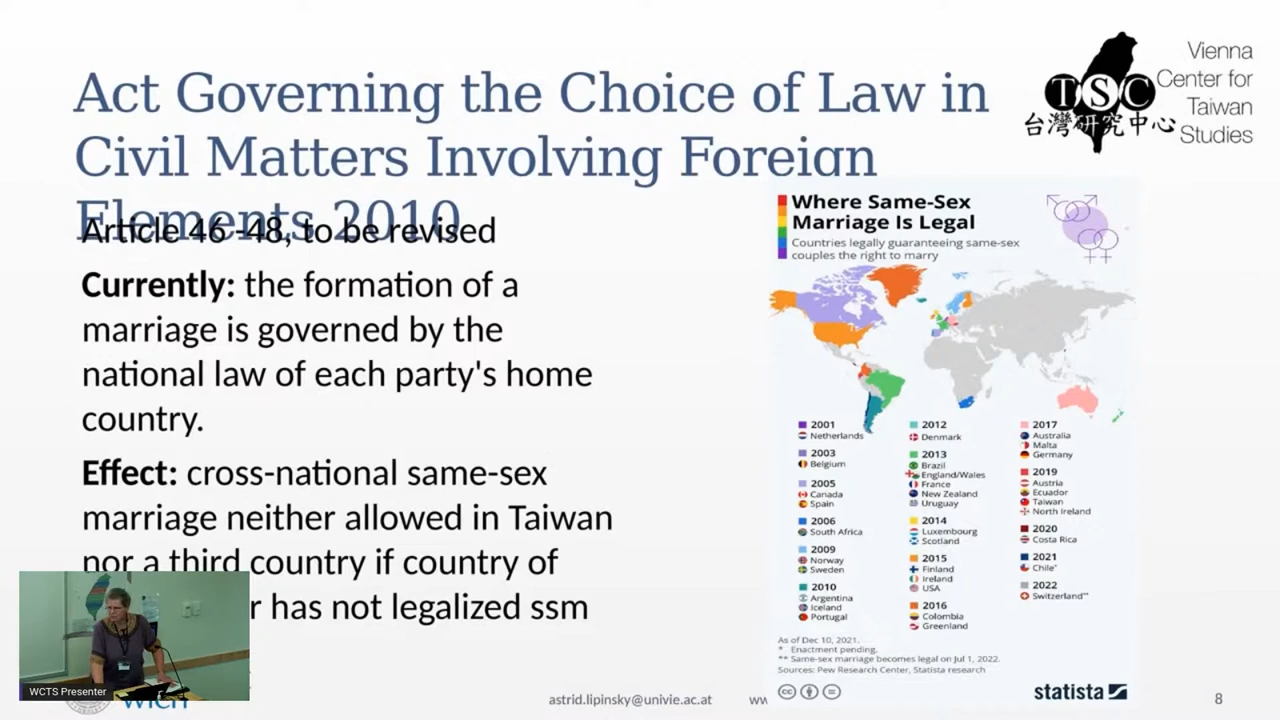 Act Governing the Choice of Law in
Civil Matters Involving Foreign
Elements 2010
TSC
台灣研究中心
Vienna
Center for
Taiwan
Studies
Article 46 -48, to be revised
Currently: the formation of a
marriage is governed by the
national law of each party's home
country.
Effect: cross-national same-sex
marriage neither allowed in Taiwan
nor a third country if country of
r has not legalized ssm
Where Same-Sex
Marriage Is Legal
Countries legally guaranteeing same-sex
couples the right to marry
2001
Netherlands
2003
Belgium
2005
Canada
Spain
2006
South Africa
2009
Norway
Sweden
2010
Argentina
Iceland
Portugal
2012
Denmark
2013
Brazil
England/Wales
France
New Zealand
Uruguay
2014
Luxembourg
Scotland
2015
Finland
Ireland
USA
2016
Colombia
Greenland
2017
Australia
Malta
Germany
2019
Austria
Ecuador
Taiwan
North Ireland
2020
Costa Rica
2021
Chile*
2022
Switzerland**
As of Dec 10, 2021.
* Enactment pending.
** Same-sex marriage becomes legal on Jul 1, 2022.
Sources: Pew Research Center, Statista research
cc
statista
WCTS Presenter
astrid.lipinsky@univie.ac.at
8